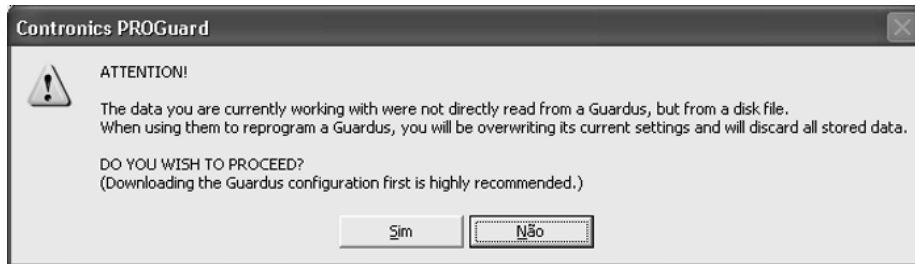 Contronics PROGuard
ATTENTION!
The data you are currently working with were not directly read from a Guardus, but from a disk file.
When using them to reprogram a Guardus, you will be overwriting its current settings and will discard all stored data.
DO YOU WISH TO PROCEED?
(Downloading the Guardus configuration first is highly recommended.)
Sim
Não